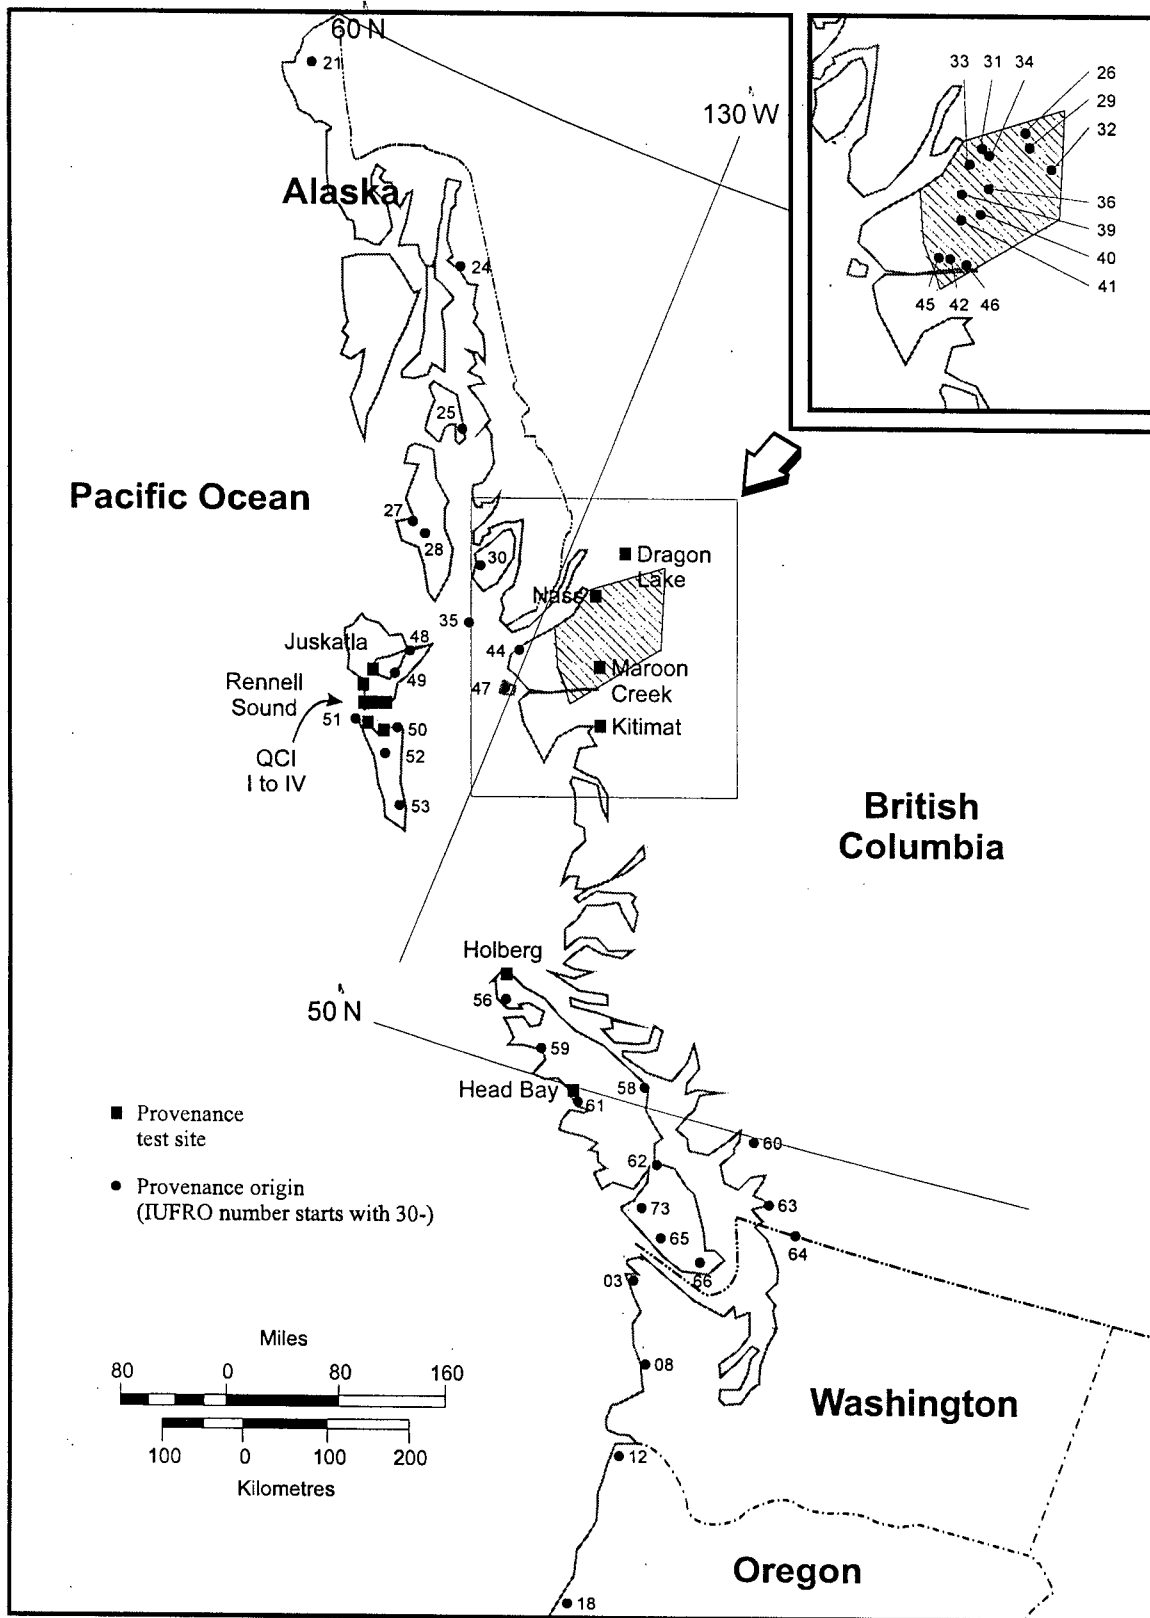 60 N
21
130 W
Alaska
24
25
Pacific Ocean
27
28
30
Dragon
Lake
Nass
35
48
Juskatla
44
49
Maroon
Creek
Rennell
Sound
47
51
50
Kitimat
QCI
I to IV
52
53
British
Columbia
Holberg
56
50 N
59
Head Bay
58
61
60
62
73
63
65
64
66
03
08
Washington
12
Oregon
18
33 31 34
26
29
32
36
39
40
41
45 42 46
Provenance
test site
Provenance origin
(IUFRO number starts with 30-)
Miles
80 0 80 160
100 0 100 200
Kilometres